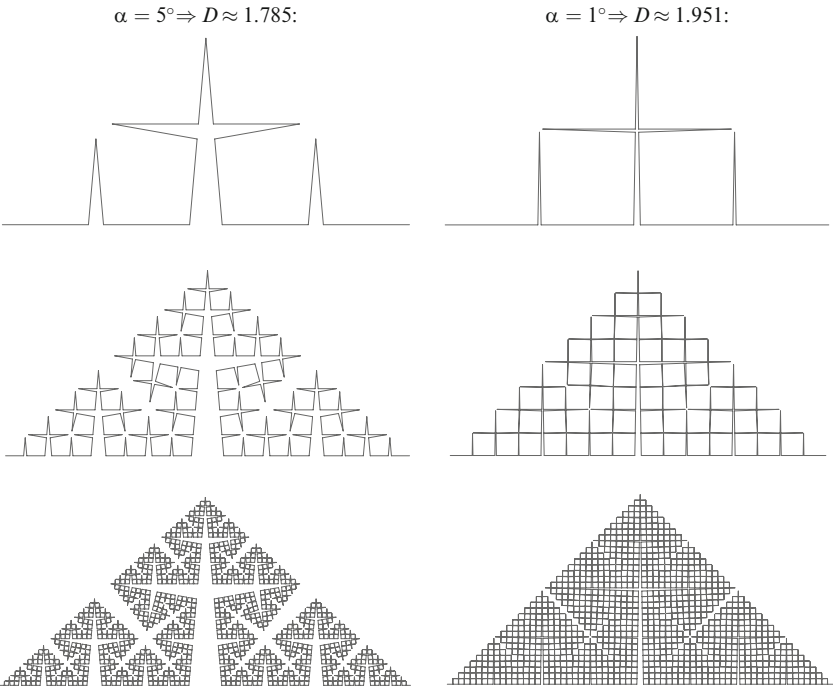 α = 5°⇒ D ≈ 1.785:
α = 1°⇒ D ≈ 1.951: